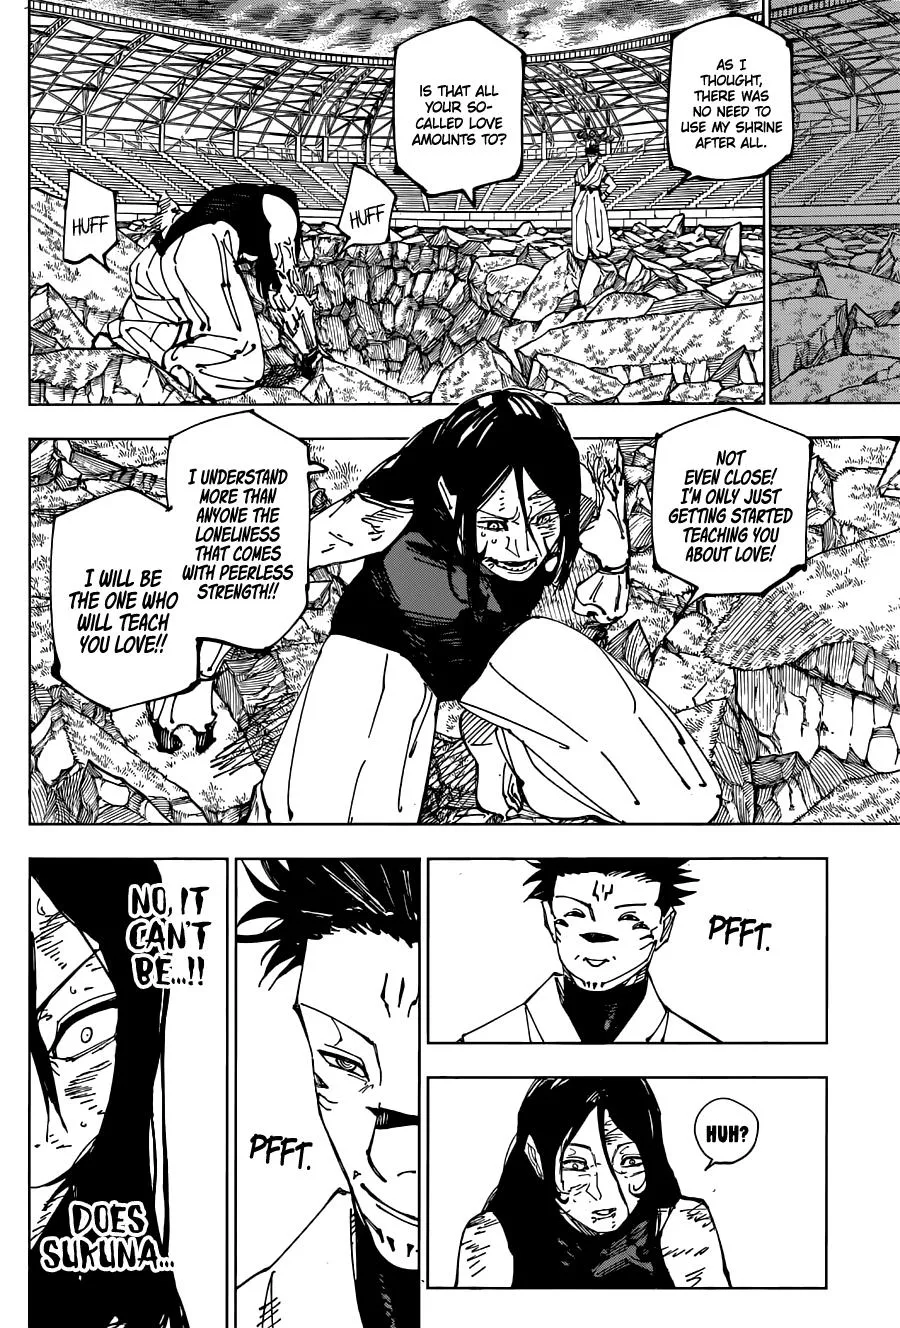 AS I
THOUGHT,
THERE WAS
NO NEED TO
USE MY SHRINE
AFTER ALL.
IS THAT ALL
YOUR SO-
CALLED LOVE
AMOUNTS TO?
HUFF
HUFF
NOT
EVEN CLOSE!
I'M ONLY JUST
GETTING STARTED
TEACHING YOU
ABOUT LOVE!
I UNDERSTAND
MORE THAN
ANYONE THE
LONELINESS
THAT COMES
WITH PEERLESS
STRENGTH!!
I WILL BE
THE ONE WHO
WILL TEACH
YOU LOVE!!
PFFT.
HUH?
PFFT.
NO, IT
CAN'T
BE...!!
DOES
SUKUNA...